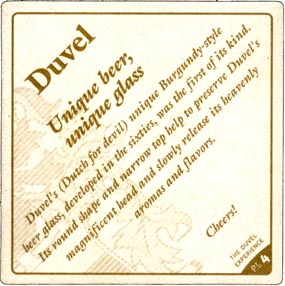 Duvel
Unique beer,
unique glass
Duvel's (Dutch for devil) unique Burgundy-style
beer glass, developed in the sixties, was the first of its kind.
Its round shape and narrow top help to preserve Duvel's
magnificent head and slowly release its heavenly
aromas and flavors.
Cheers!
THE DUVEL
EXPERIENCE
Pt 4